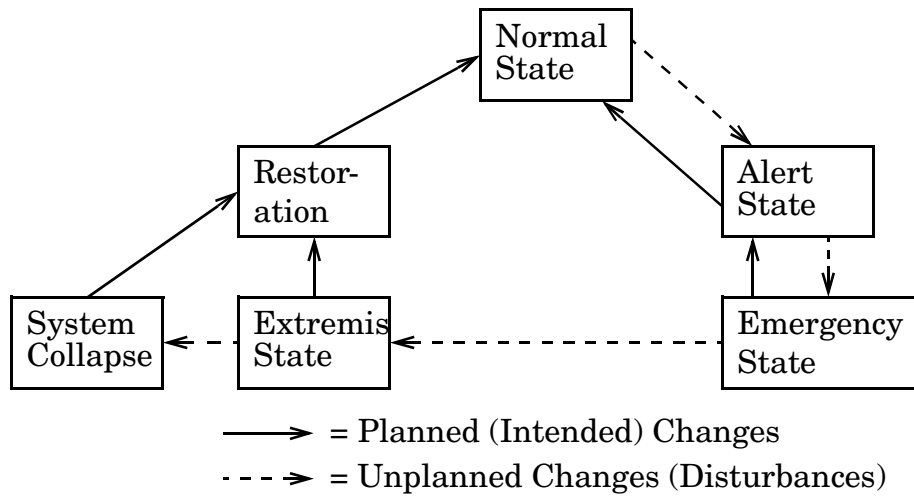 Normal
State
Restor-
ation
Alert
State
System
Collapse
Extremis
State
Emergency
State
= Planned (Intended) Changes
= Unplanned Changes (Disturbances)